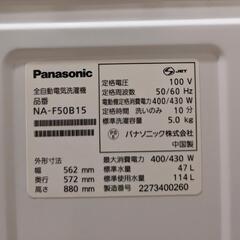 Panasonic
全自動電気洗濯機
品番
NA-F50B15
外形寸法
幅 562 mm
奥行 572 mm
高さ 880 mm
JET
定格電圧 100 V
定格周波数 50/60 Hz
電動機定格消費電力 400/430 W
定格時間 洗いのみ 10 分
標準洗濯容量 5.0 kg
パナソニック株式会社
中国製
最大消費電力 400/430 W
標準水量 47 L
標準使用水量 114 L
製造番号 2273400260